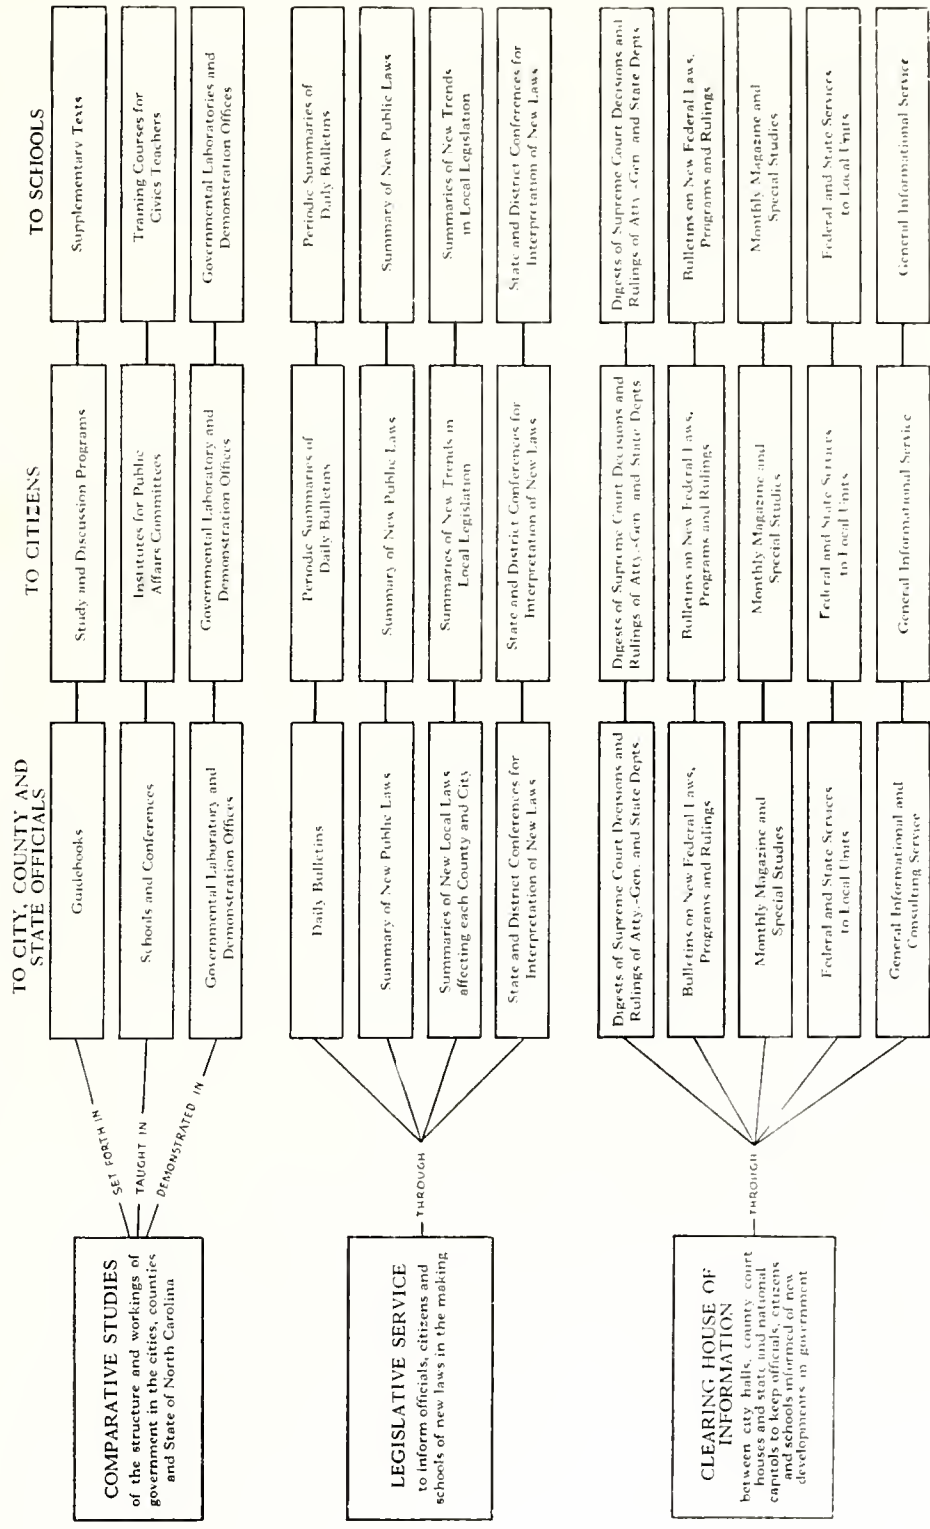 TO CITY, COUNTY AND
STATE OFFICIALS
TO CITIZENS
TO SCHOOLS
COMPARATIVE STUDIES
of the structure and workings of
government in the cities, counties
and State of North Carolina
SET FORTH IN
Guidebooks
Study and Discussion Programs
Supplementary Texts
TAUGHT IN
Schools and Conferences
Institutes for Public
Affairs Committees
Training Courses for
Civics Teachers
DEMONSTRATED IN
Governmental Laboratory and
Demonstration Offices
Governmental Laboratory and
Demonstration Offices
Governmental Laboratories and
Demonstration Offices
LEGISLATIVE SERVICE
to inform officials, citizens and
schools of new laws in the making
THROUGH
Daily Bulletins
Periodic Summaries of
Daily Bulletins
Periodic Summaries of
Daily Bulletins
Summary of New Public Laws
Summary of New Public Laws
Summary of New Public Laws
Summaries of New Local Laws
affecting each County and City
Summaries of New Trends in
Local Legislation
Summaries of New Trends
in Local Legislation
State and District Conferences for
Interpretation of New Laws
State and District Conferences for
Interpretation of New Laws
State and District Conferences for
Interpretation of New Laws
CLEARING HOUSE OF
INFORMATION
between city halls, county court
houses and state and national
capitols to keep officials, citizens
and schools informed of new
developments in government
THROUGH
Digests of Supreme Court Decisions and
Rulings of Atty.-Gen. and State Depts.
Digests of Supreme Court Decisions and
Rulings of Atty.-Gen. and State Depts
Digests of Supreme Court Decisions and
Rulings of Atty.-Gen. and State Depts
Bulletins on New Federal Laws,
Programs and Rulings
Bulletins on New Federal Laws,
Programs and Rulings
Bulletins on New Federal Laws,
Programs and Rulings
Monthly Magazine and
Special Studies
Monthly Magazine and
Special Studies
Monthly Magazine and
Special Studies
Federal and State Services
to Local Units
Federal and State Services
to Local Units
Federal and State Services
to Local Units
General Informational and
Consulting Service
General Informational Service
General Informational Service